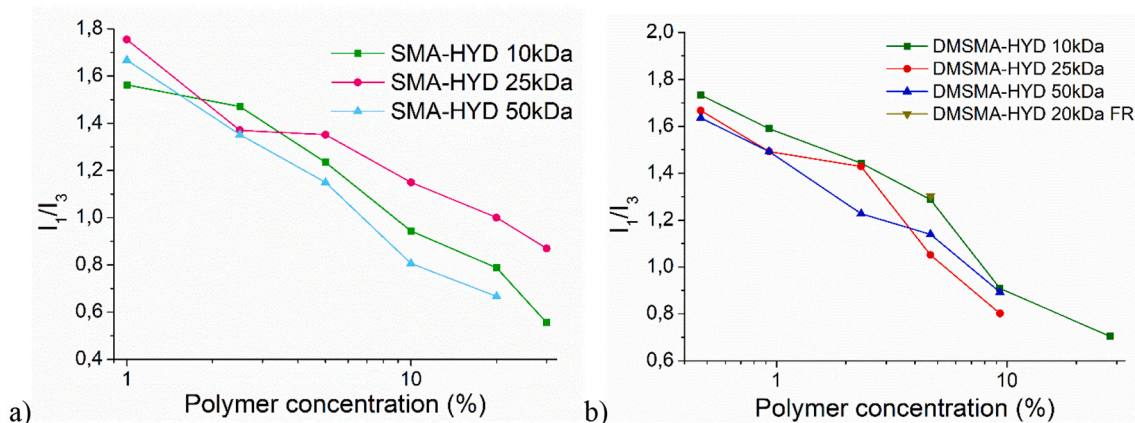 1,8
1,6
1,4
1,2
1,0
0,8
0,6
0,4
I1/I3
SMA-HYD 10kDa
SMA-HYD 25kDa
SMA-HYD 50kDa
1 10
Polymer concentration (%)
a)
2,0
1,8
1,6
1,4
1,2
1,0
0,8
0,6
I1/I3
DMSMA-HYD 10kDa
DMSMA-HYD 25kDa
DMSMA-HYD 50kDa
DMSMA-HYD 20kDa FR
1 10
Polymer concentration (%)
b)